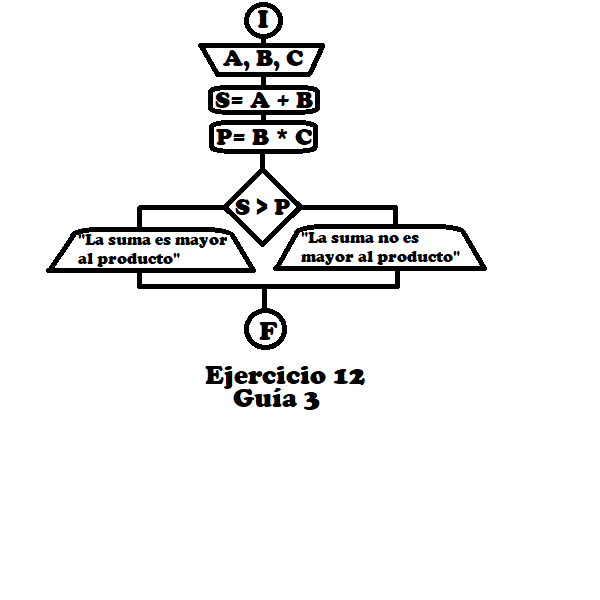 I
A, B, C
S= A + B
P= B * C
S > P
"La suma es mayor
al producto"
"La suma no es
mayor al producto"
F
Ejercicio 12
Guía 3